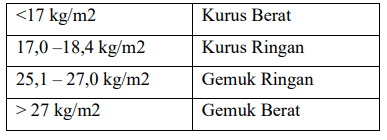 <17 kg/m2 Kurus Berat
17,0 –18,4 kg/m2 Kurus Ringan
25,1 – 27,0 kg/m2 Gemuk Ringan
> 27 kg/m2 Gemuk Berat